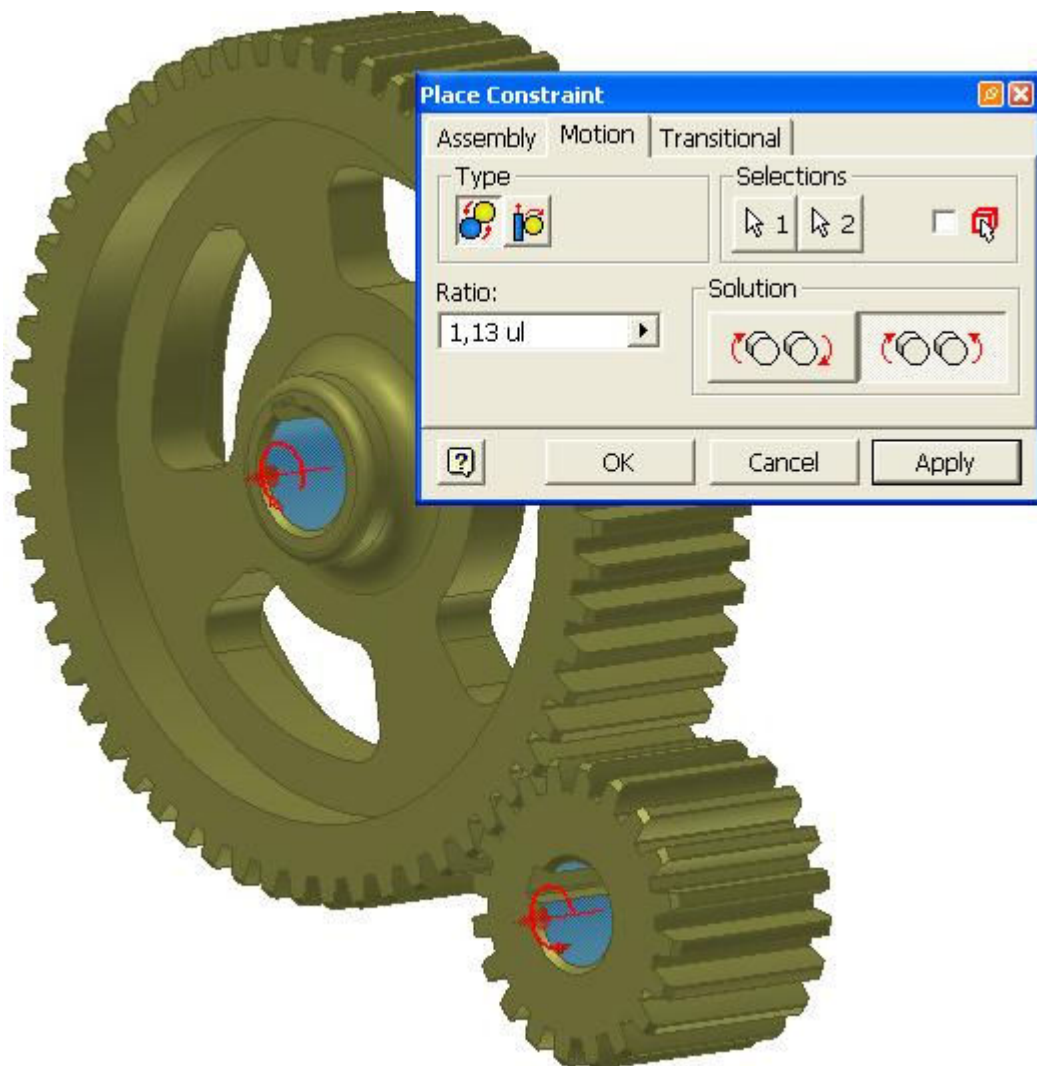 Place Constraint
Assembly Motion Transitional
Type
Selections
1 2
Ratio:
Solution
1,13 ul
? OK Cancel Apply